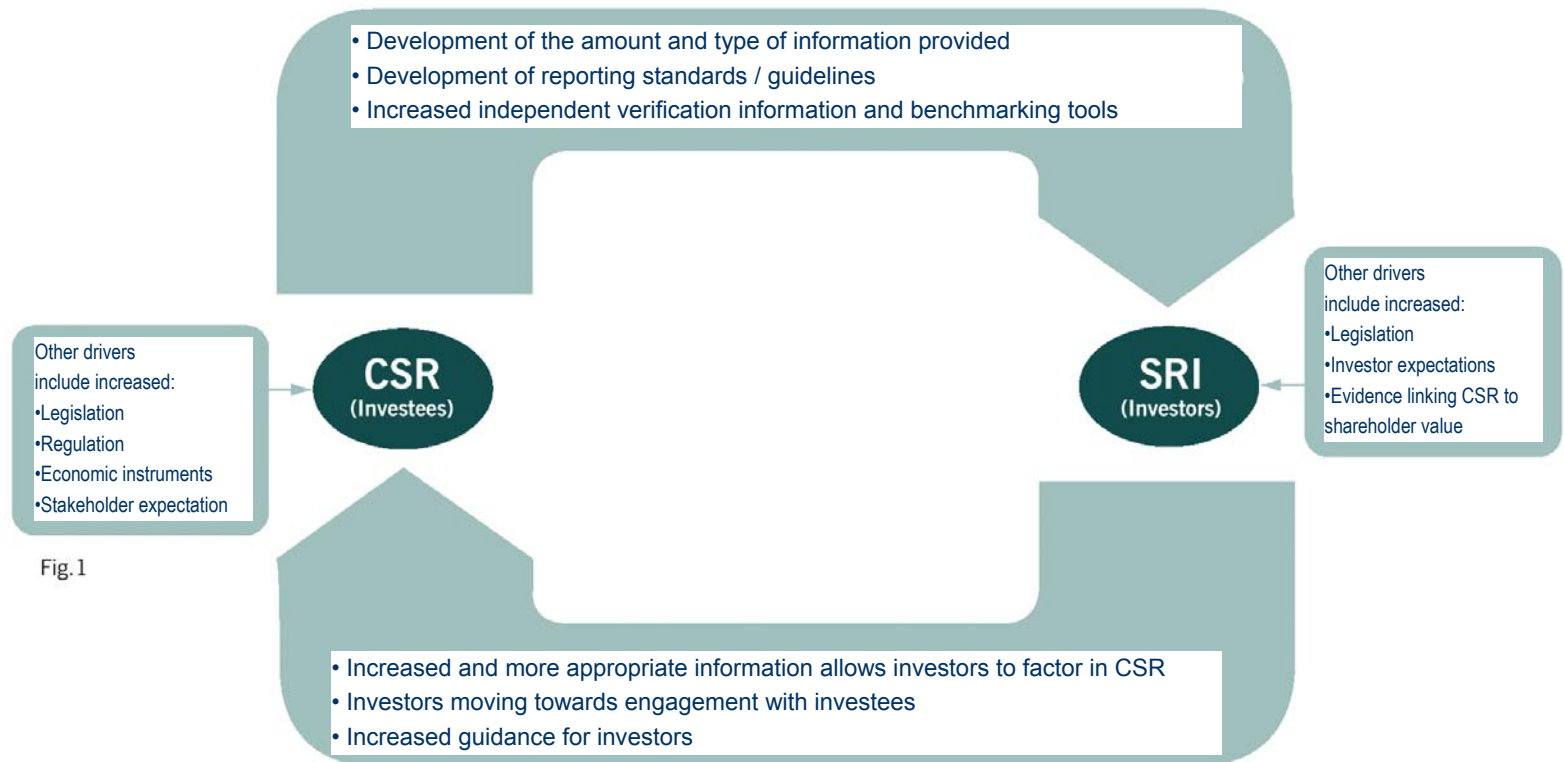 • Development of the amount and type of information provided
• Development of reporting standards / guidelines
• Increased independent verification information and benchmarking tools
Other drivers
include increased:
•Legislation
•Regulation
•Economic instruments
•Stakeholder expectation
CSR
(Investees)
SRI
(Investors)
Other drivers
include increased:
•Legislation
•Investor expectations
•Evidence linking CSR to
shareholder value
Fig.1
• Increased and more appropriate information allows investors to factor in CSR
• Investors moving towards engagement with investees
• Increased guidance for investors